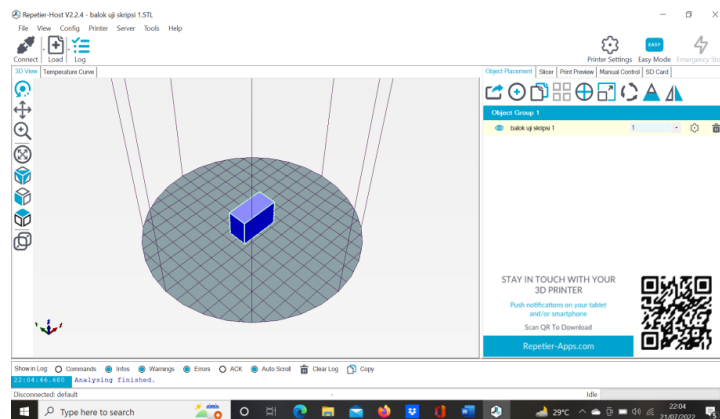 Repetier-Host V2.2.4 - balok uji skripsi 1.STL
File View Config Printer Server Tools Help
Connect Load Log Printer Settings Easy Mode Emergency Sto
3D View Temperature Curve Object Placement Slicer Print Preview Manual Control SD Card
EASY
Object Group 1
balok uji skripsi 1 1
STAY IN TOUCH WITH YOUR
3D PRINTER
Push notifications on your tablet
and/or smartphone
Scan QR To Download
Repetier-Apps.com
Show in Log Commands Infos Warnings Errors ACK Auto Scroll Clear Log Copy
22:04:46.600 Analysing finished.
Disconnected: default - Idle
Type here to search 29°C 22:04
21/07/2022